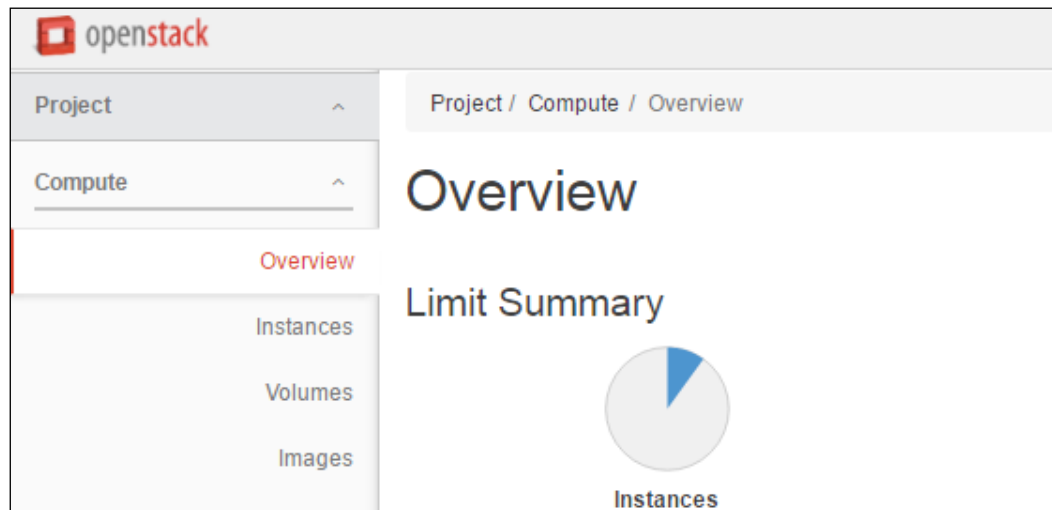 openstack
Project
Compute
Overview
Instances
Volumes
Images
Project / Compute / Overview
Overview
Limit Summary
Instances